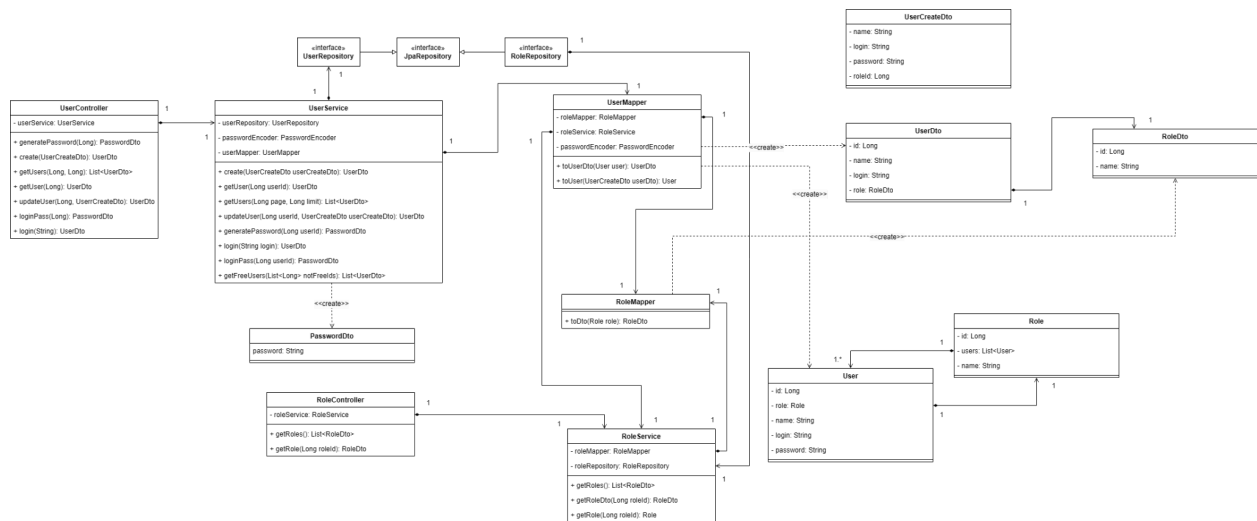 UserCreateDto
- name: String
- login: String
- password: String
- roleId: Long
«interface»
UserRepository
«interface»
JpaRepository
«interface»
RoleRepository
1
1
1
1
UserController
- userService: UserService
+ generatePassword(Long): PasswordDto
+ create(UserCreateDto): UserDto
+ getUsers(Long, Long): List<UserDto>
+ getUser(Long): UserDto
+ updateUser(Long, UserrCreateDto): UserDto
+ loginPass(Long): PasswordDto
+ login(String): UserDto
1
1
UserService
- userRepository: UserRepository
- passwordEncoder: PasswordEncoder
- userMapper: UserMapper
+ create(UserCreateDto userCreateDto): UserDto
+ getUser(Long userId): UserDto
+ getUsers(Long page, Long limit): List<UserDto>
+ updateUser(Long userId, UserCreateDto userCreateDto): UserDto
+ generatePassword(Long userId): PasswordDto
+ login(String login): UserDto
+ loginPass(Long userId): PasswordDto
+ getFreeUsers(List<Long> notFreeIds): List<UserDto>
1
1
UserMapper
- roleMapper: RoleMapper
- roleService: RoleService
- passwordEncoder: PasswordEncoder
+ toUserDto(User user): UserDto
+ toUser(UserCreateDto userDto): User
1
1
<<create>>
<<create>>
UserDto
- id: Long
- name: String
- login: String
- role: RoleDto
1
1
RoleDto
- id: Long
- name: String
<<create>>
<<create>>
PasswordDto
password: String
1
1
RoleMapper
+ toDto(Role role): RoleDto
Role
- id: Long
- users: List<User>
- name: String
1
1.*
1
1
User
- id: Long
- role: Role
- name: String
- login: String
- password: String
RoleController
- roleService: RoleService
+ getRoles(): List<RoleDto>
+ getRole(Long roleId): RoleDto
1
1
1
1
RoleService
- roleMapper: RoleMapper
- roleRepository: RoleRepository
+ getRoles(): List<RoleDto>
+ getRoleDto(Long roleId): RoleDto
+ getRole(Long roleId): Role
1